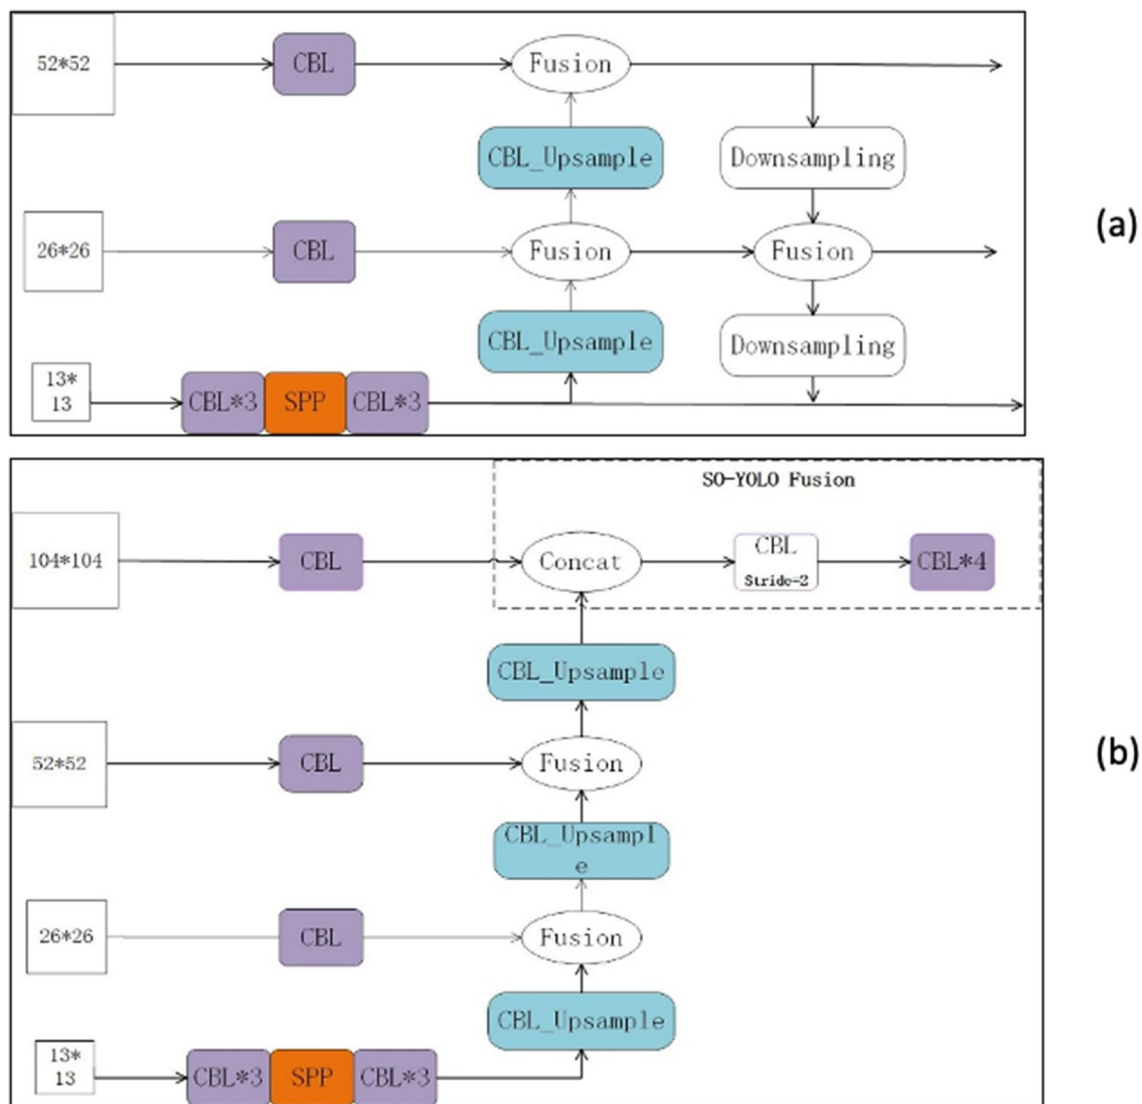 52*52
CBL
Fusion
CBL_Upsample
Downsampling
(a)
26*26
CBL
Fusion
Fusion
CBL_Upsample
Downsampling
13*
13
CBL*3
SPP
CBL*3
SO-YOLO Fusion
104*104
CBL
Concat
CBL
Stride=2
CBL*4
CBL_Upsample
52*52
CBL
Fusion
(b)
CBL_Upsampl
e
26*26
CBL
Fusion
CBL_Upsample
13*
13
CBL*3
SPP
CBL*3